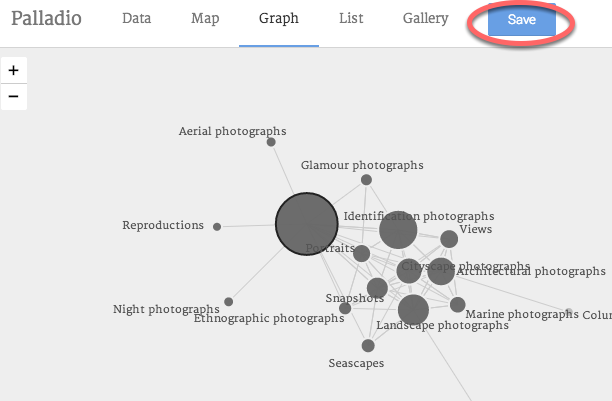 Palladio Data Map Graph List Gallery Save
+
−
Aerial photographs
Glamour photographs
Identification photographs
Reproductions
Views
Portraits
Cityscape photographs
Architectural photographs
Snapshots
Night photographs
Ethnographic photographs
Marine photographs
Colum
Landscape photographs
Seascapes